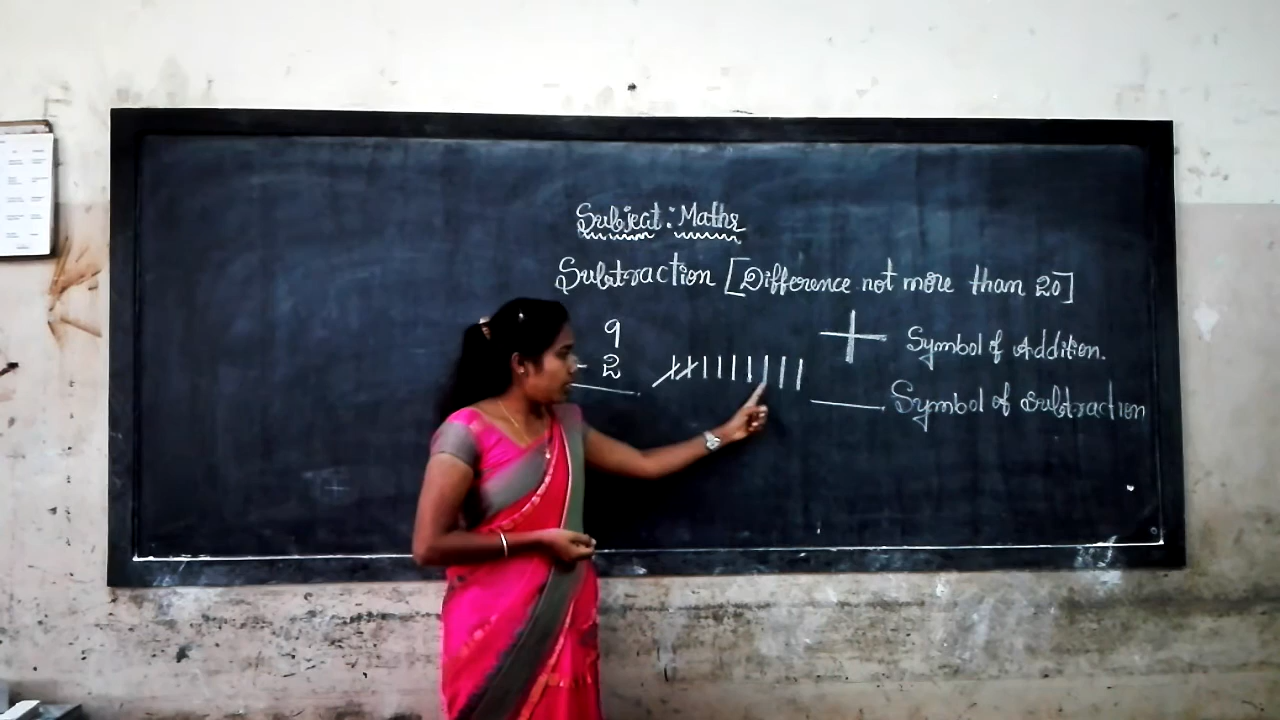 Subject : Maths
Subtraction [Difference not more than 20]
9
- 2
+ Symbol of Addition.
— Symbol of Subtraction